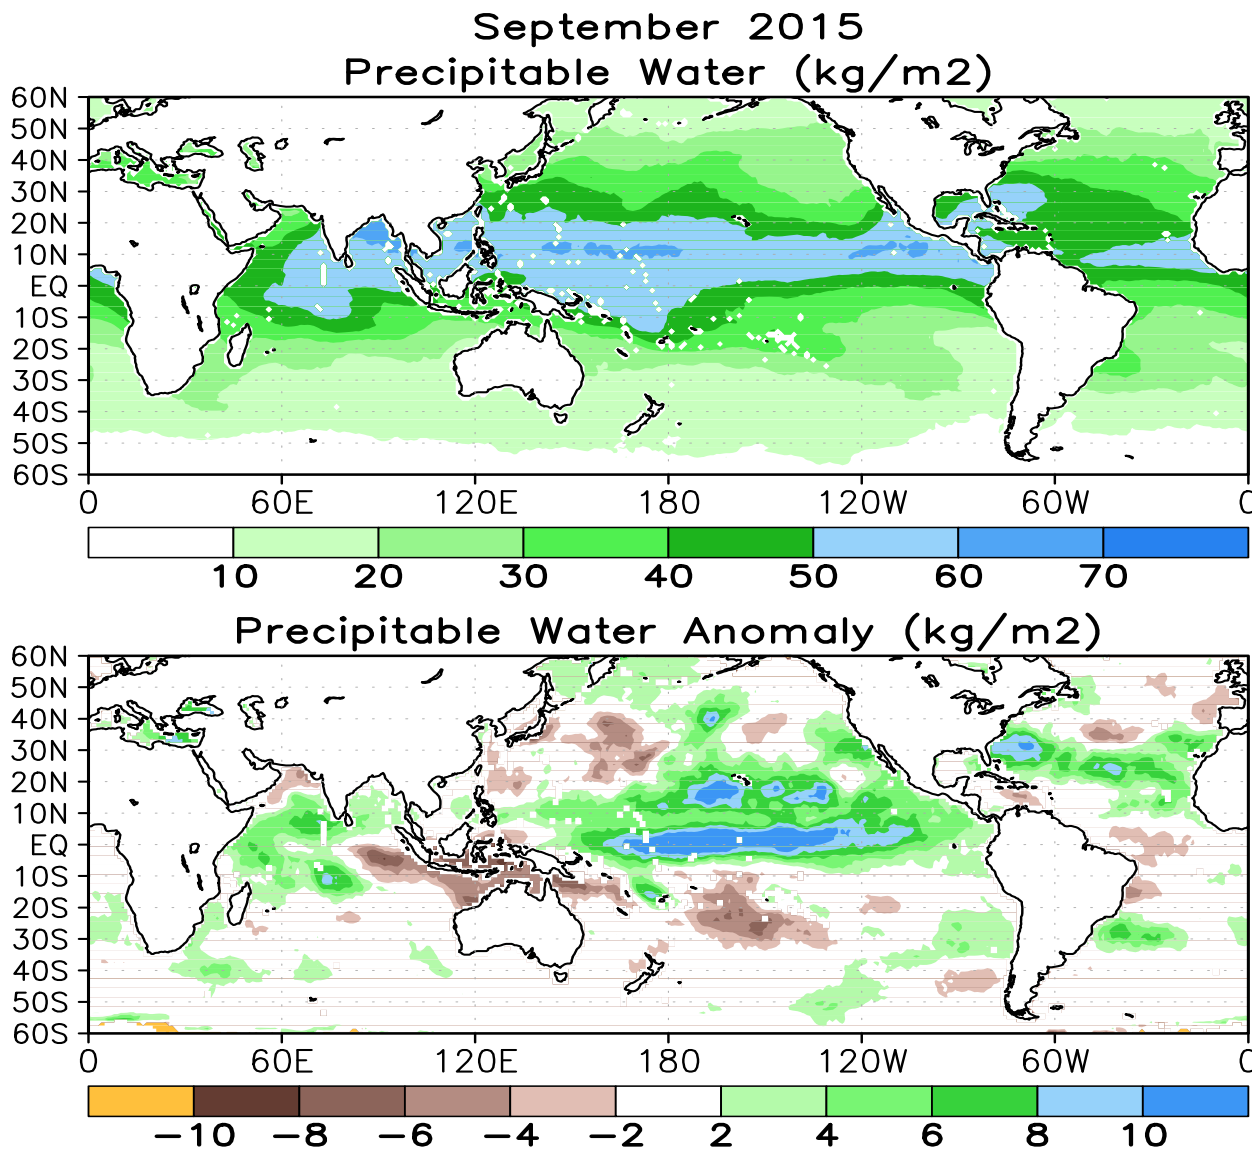 September 2015
Precipitable Water (kg/m2)
60N
50N
40N
30N
20N
10N
EQ
10S
20S
30S
40S
50S
60S
0 60E 120E 180 120W 60W 0
10 20 30 40 50 60 70
Precipitable Water Anomaly (kg/m2)
60N
50N
40N
30N
20N
10N
EQ
10S
20S
30S
40S
50S
60S
0 60E 120E 180 120W 60W 0
−10 −8 −6 −4 −2 2 4 6 8 10